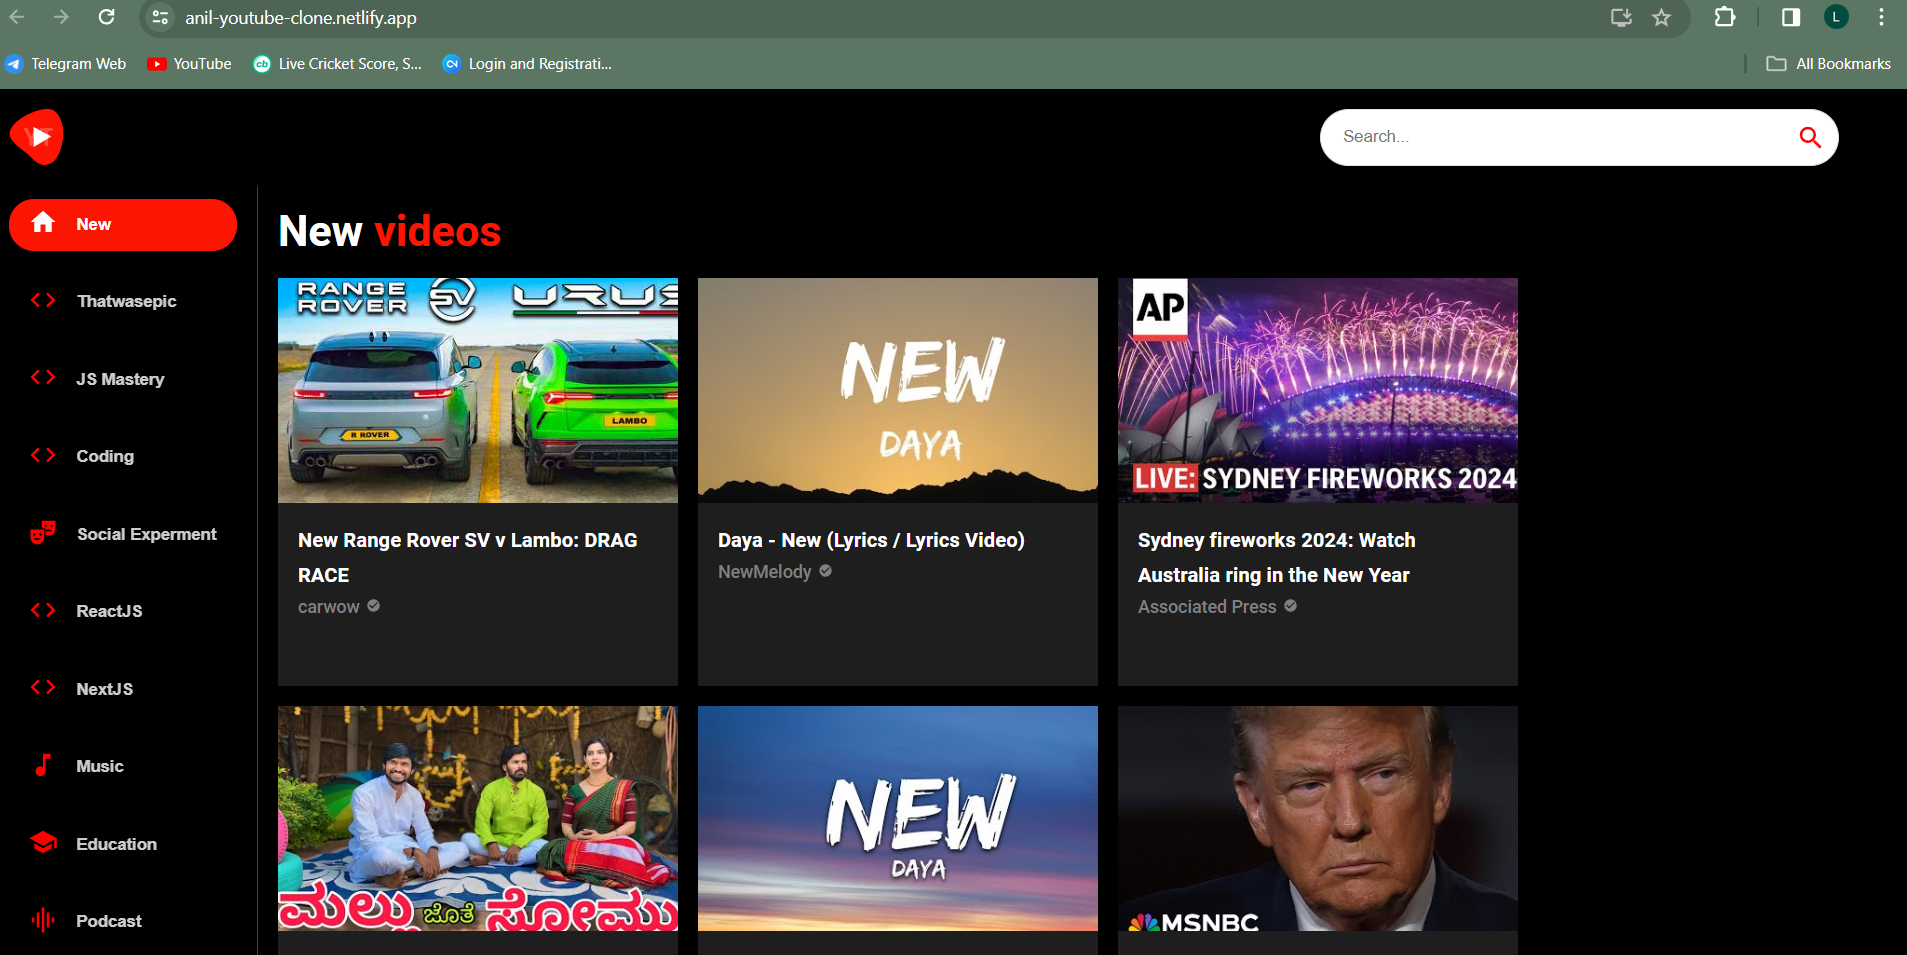 anil-youtube-clone.netlify.app
Telegram Web
YouTube
Live Cricket Score, S...
Login and Registrati...
All Bookmarks
L
Search...
New
Thatwasepic
JS Mastery
Coding
Social Experment
ReactJS
NextJS
Music
Education
Podcast
New videos
RANGE ROVER SV URUS
R ROVER
LAMBO
New Range Rover SV v Lambo: DRAG
RACE
carwow
NEW
DAYA
Daya - New (Lyrics / Lyrics Video)
NewMelody
AP
LIVE: SYDNEY FIREWORKS 2024
Sydney fireworks 2024: Watch
Australia ring in the New Year
Associated Press
ಮಲ್ಲು ಜೊತೆ ಸೋಮು
NEW
DAYA
MSNBC